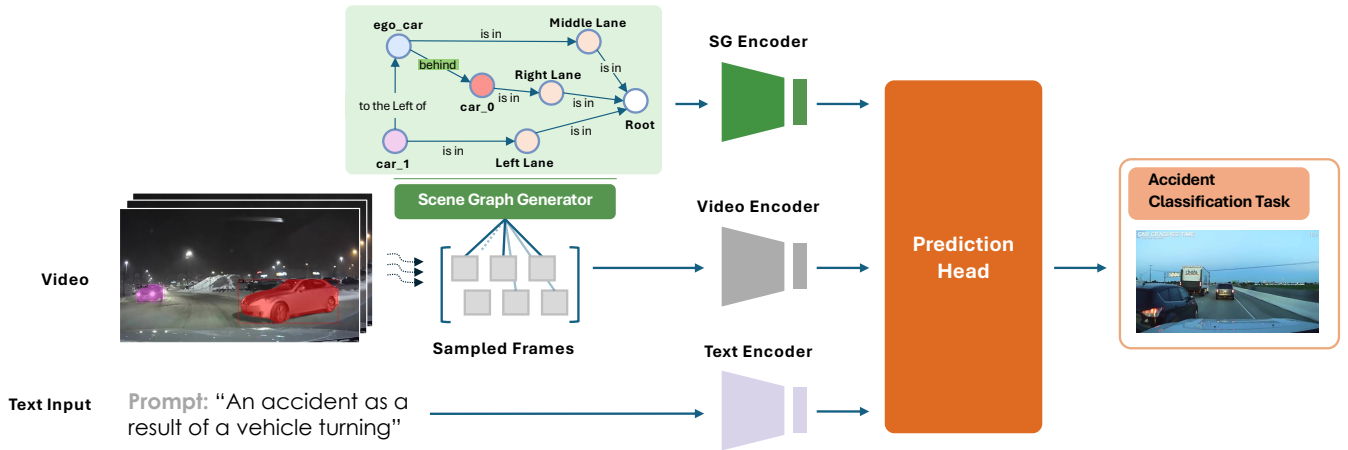 ego_car
Middle Lane
is in
behind
is in
Right Lane
to the Left of
car_0
is in
is in
Root
is in
car_1
is in
Left Lane
SG Encoder
Scene Graph Generator
Video Encoder
Video
Sampled Frames
Text Encoder
Text Input
Prompt: “An accident as a
result of a vehicle turning”
Prediction
Head
Accident
Classification Task